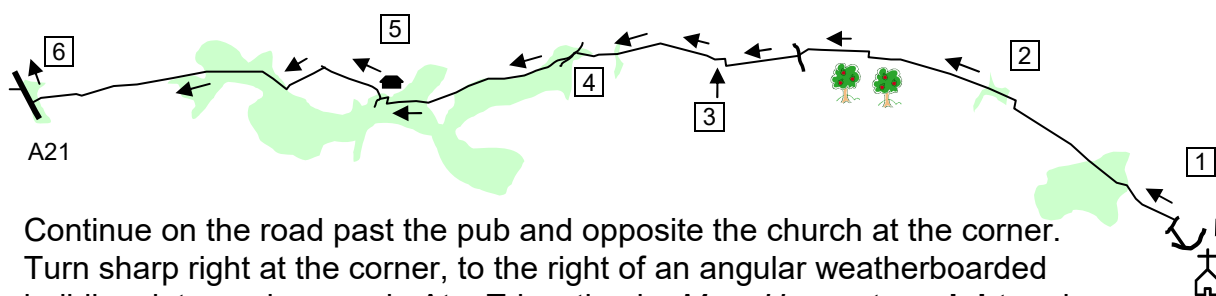 6
5
2
4
3
1
A21
Continue on the road past the pub and opposite the church at the corner.
Turn sharp right at the corner, to the right of an angular weatherboarded